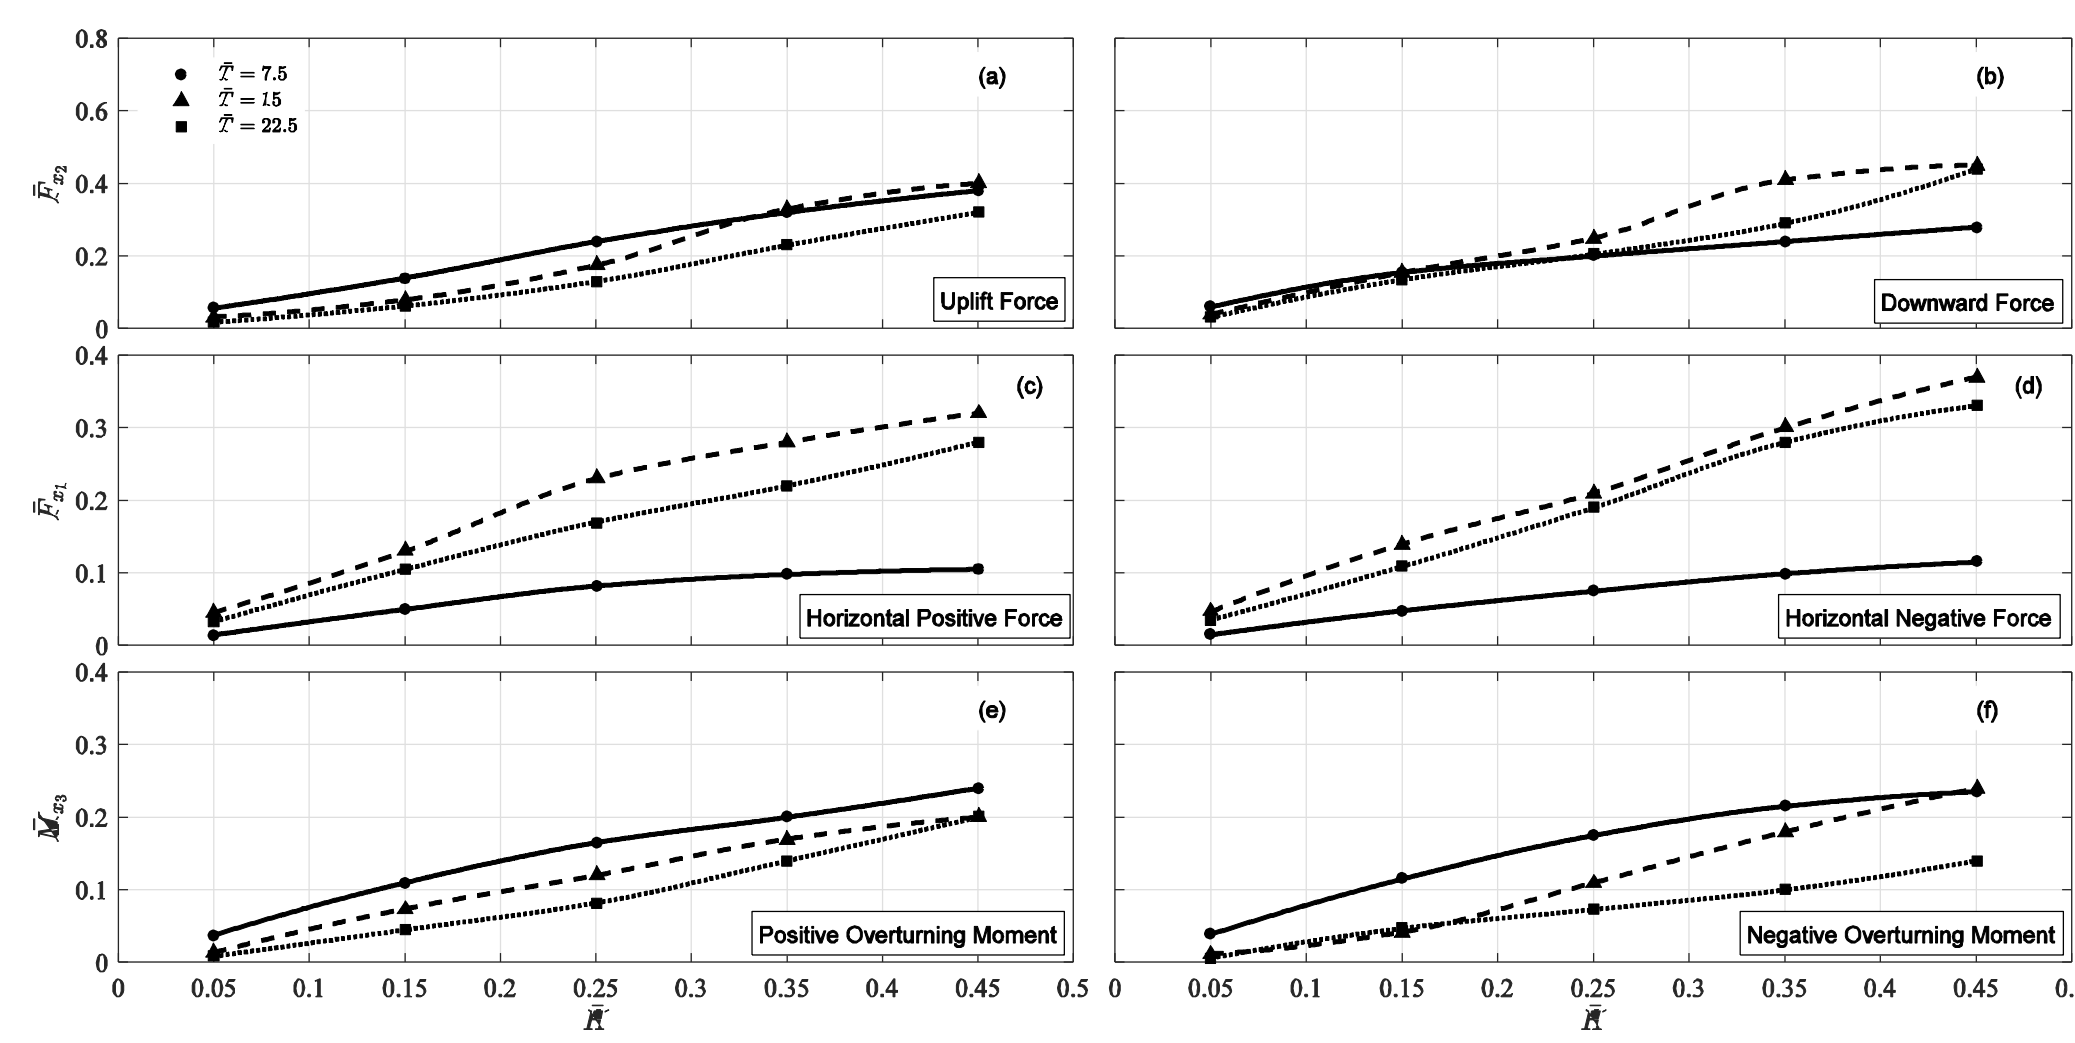 0.8
0.6
0.4
0.2
0
T̄ = 7.5
T̄ = 15
T̄ = 22.5
(a)
Uplift Force
F̄x₂
(b)
Downward Force
0.4
0.3
0.2
0.1
0
(c)
Horizontal Positive Force
F̄x₁
(d)
Horizontal Negative Force
0.4
0.3
0.2
0.1
0
(e)
Positive Overturning Moment
M̄x₃
(f)
Negative Overturning Moment
0 0.05 0.1 0.15 0.2 0.25 0.3 0.35 0.4 0.45 0.5
0 0.05 0.1 0.15 0.2 0.25 0.3 0.35 0.4 0.45 0.